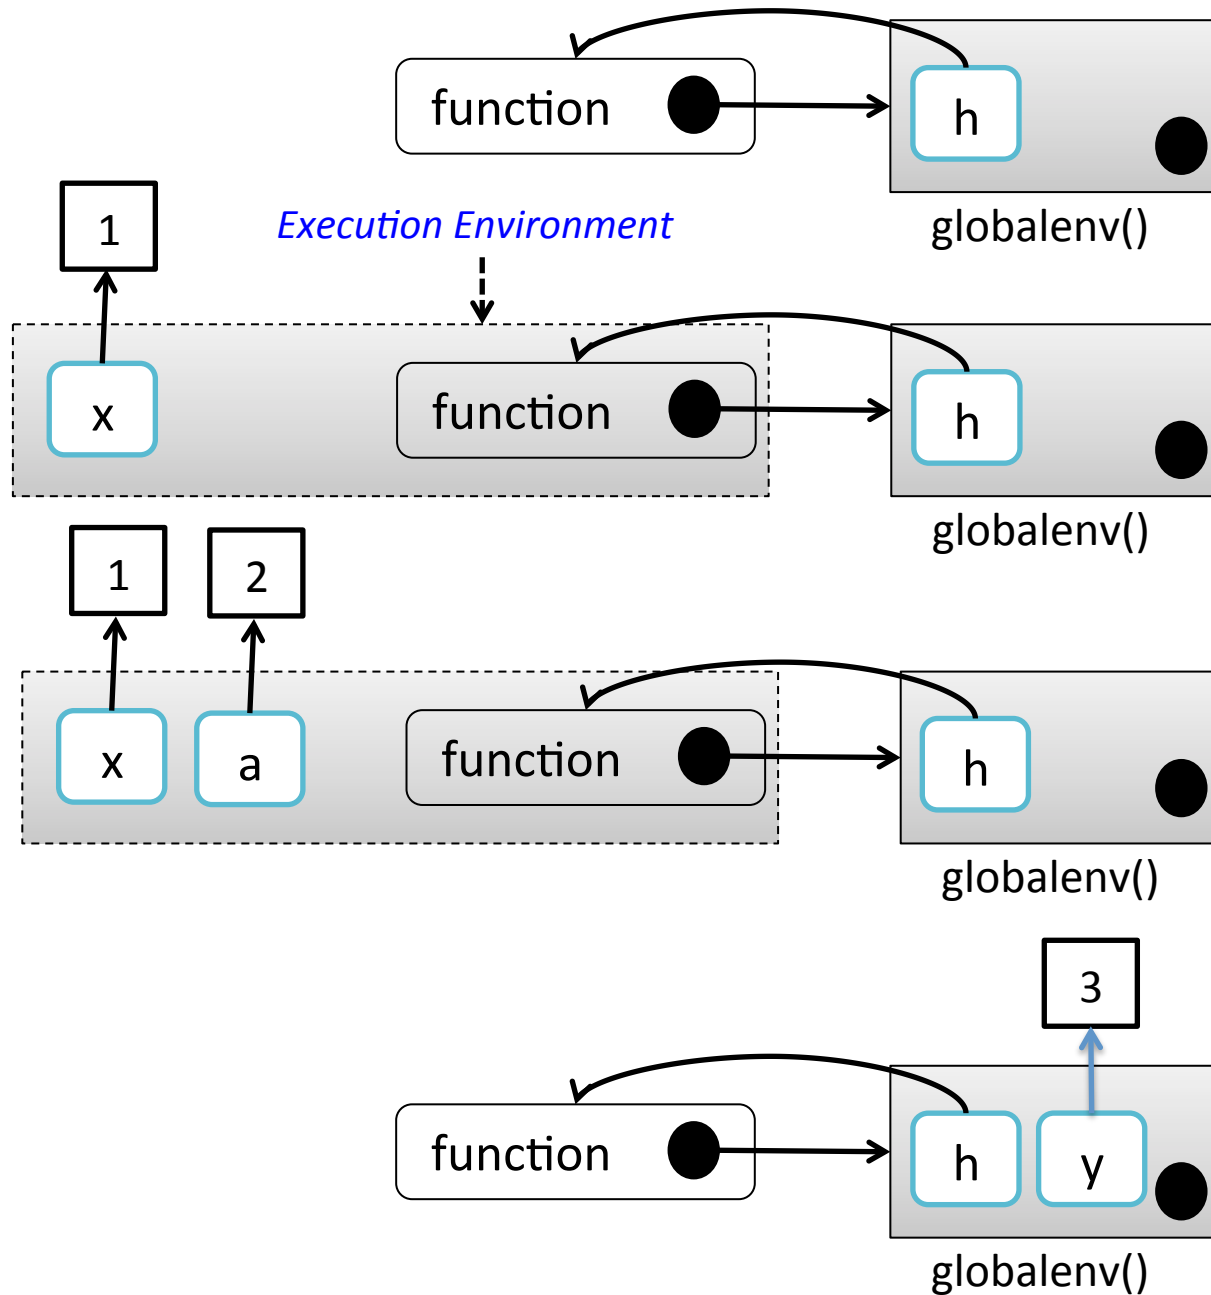 function
h
globalenv()
1
Execution Environment
x
function
h
globalenv()
1
2
x
a
function
h
globalenv()
3
function
h
y
globalenv()